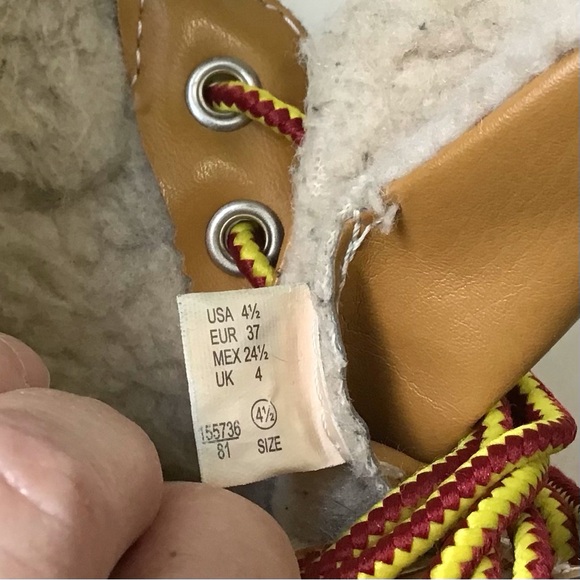 USA 4½
EUR 37
MEX 24½
UK 4
155736 4½
81 SIZE